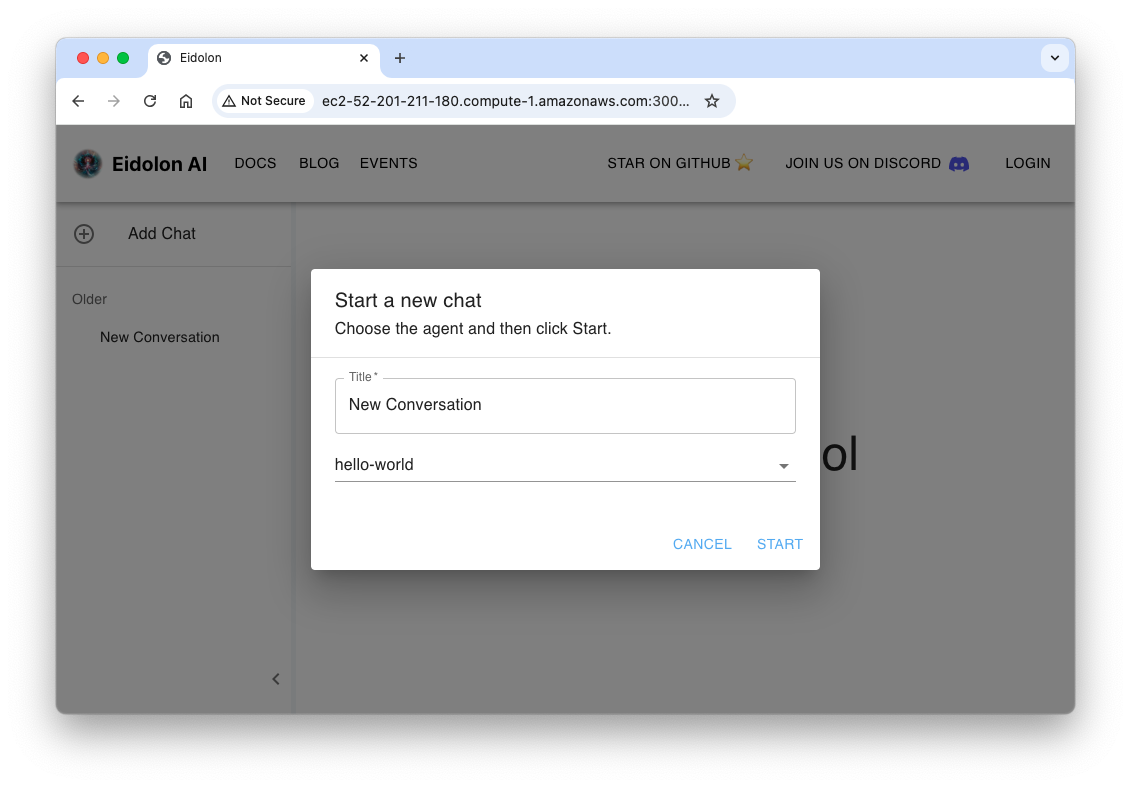 Eidolon
Not Secure ec2-52-201-211-180.compute-1.amazonaws.com:300...
Eidolon AI DOCS BLOG EVENTS STAR ON GITHUB JOIN US ON DISCORD LOGIN
Add Chat
Older
New Conversation
Start a new chat
Choose the agent and then click Start.
Title *
New Conversation
hello-world
CANCEL START